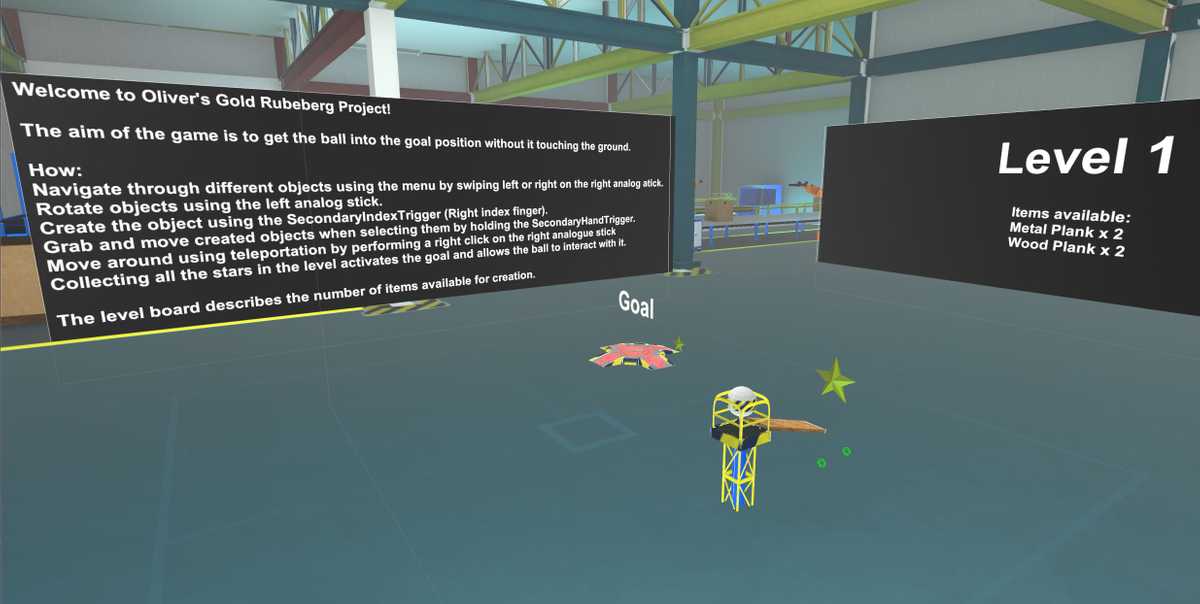 Welcome to Oliver's Gold Rubeberg Project!
The aim of the game is to get the ball into the goal position without it touching the ground.
How:
Navigate through different objects using the menu by swiping left or right on the right analog atick.
Rotate objects using the left analog stick.
Create the object using the SecondaryIndexTrigger (Right index finger).
Grab and move created objects when selecting them by holding the SecondaryHandTrigger.
Move around using teleportation by performing a right click on the right analogue stick
Collecting all the stars in the level activates the goal and allows the ball to interact with it.
The level board describes the number of items available for creation.
Level 1
Items available:
Metal Plank x 2
Wood Plank x 2
Goal